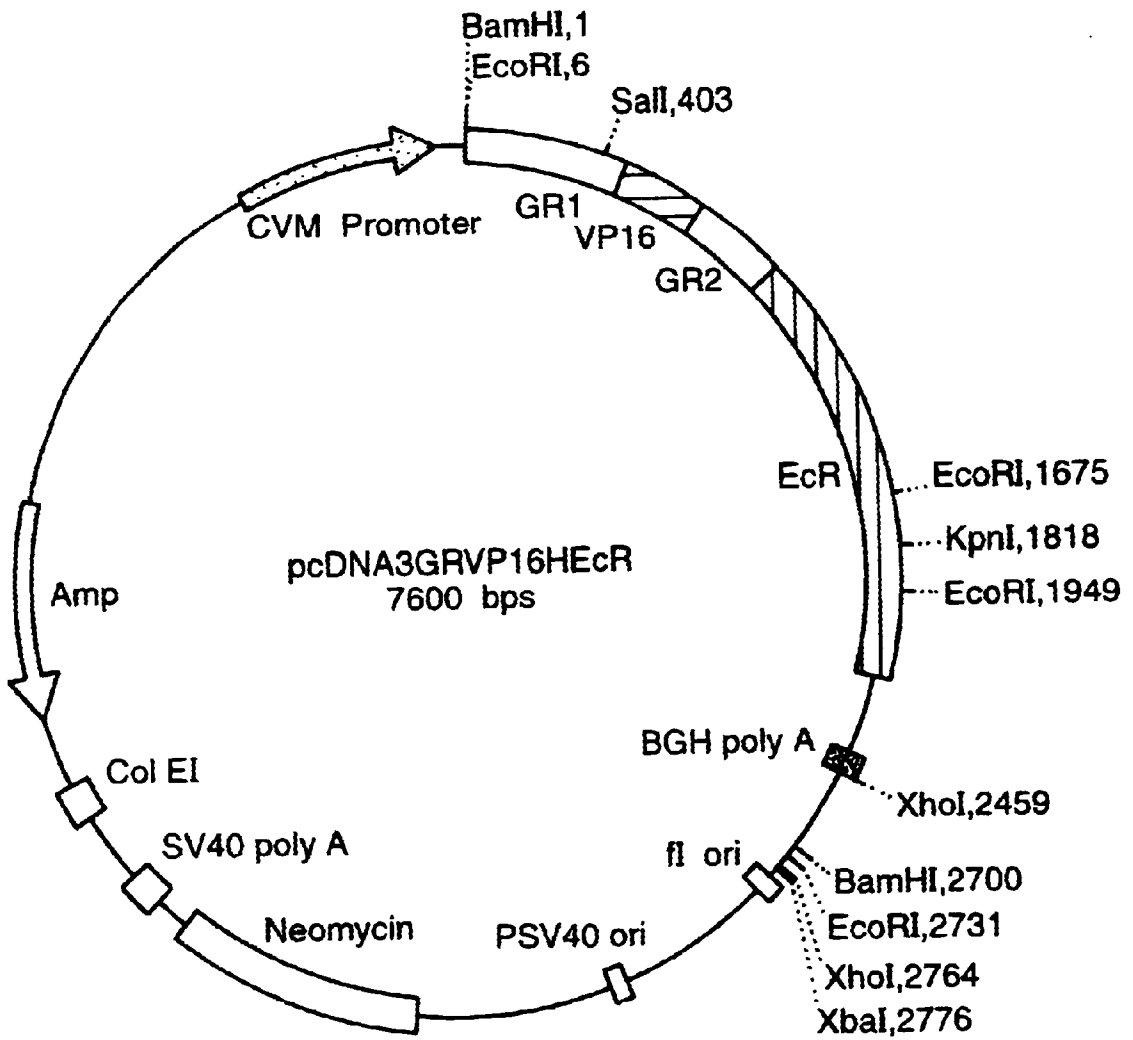 BamHI,1
EcoRI,6
SalI,403
CVM Promoter
GR1
VP16
GR2
EcR
EcoRI,1675
KpnI,1818
EcoRI,1949
pcDNA3GRVP16HEcR
7600 bps
Amp
BGH poly A
XhoI,2459
Col EI
SV40 poly A
fI ori
BamHI,2700
EcoRI,2731
XhoI,2764
XbaI,2776
Neomycin
PSV40 ori